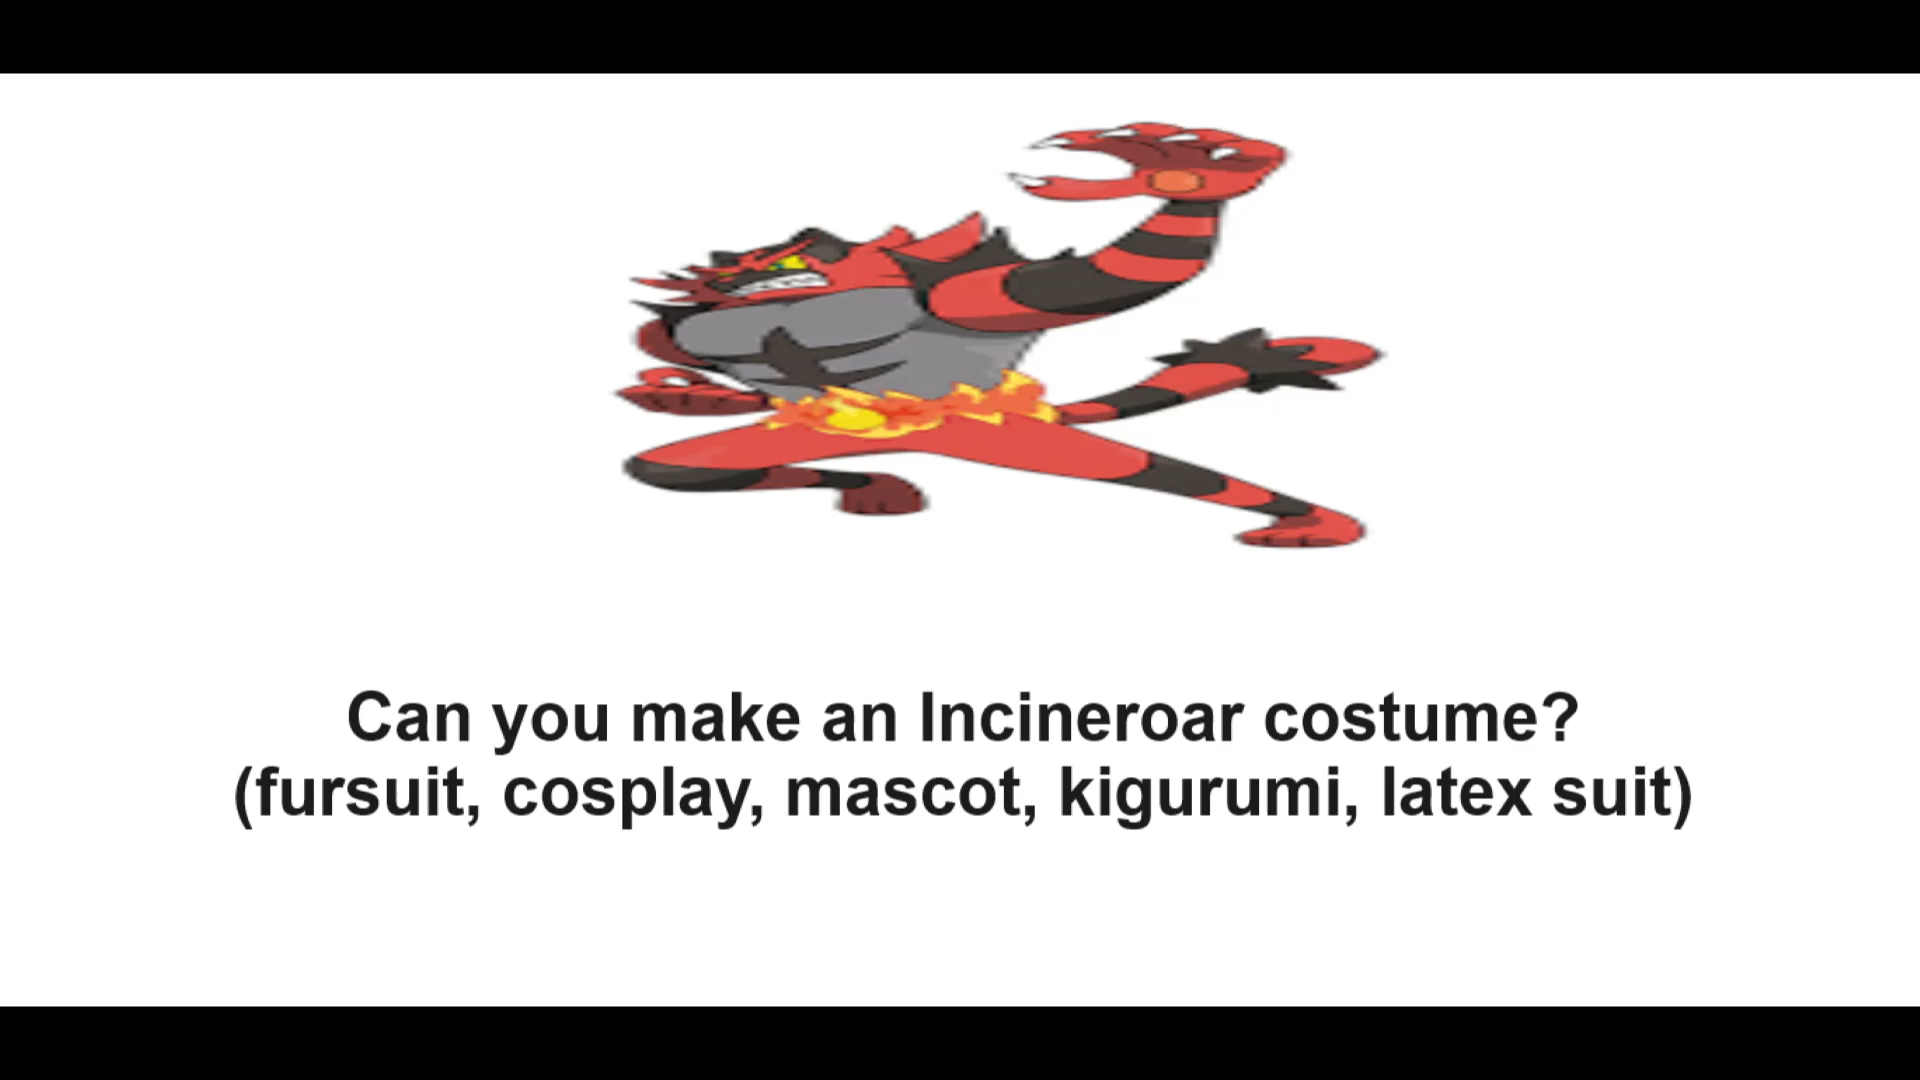 Can you make an Incineroar costume?
(fursuit, cosplay, mascot, kigurumi, latex suit)